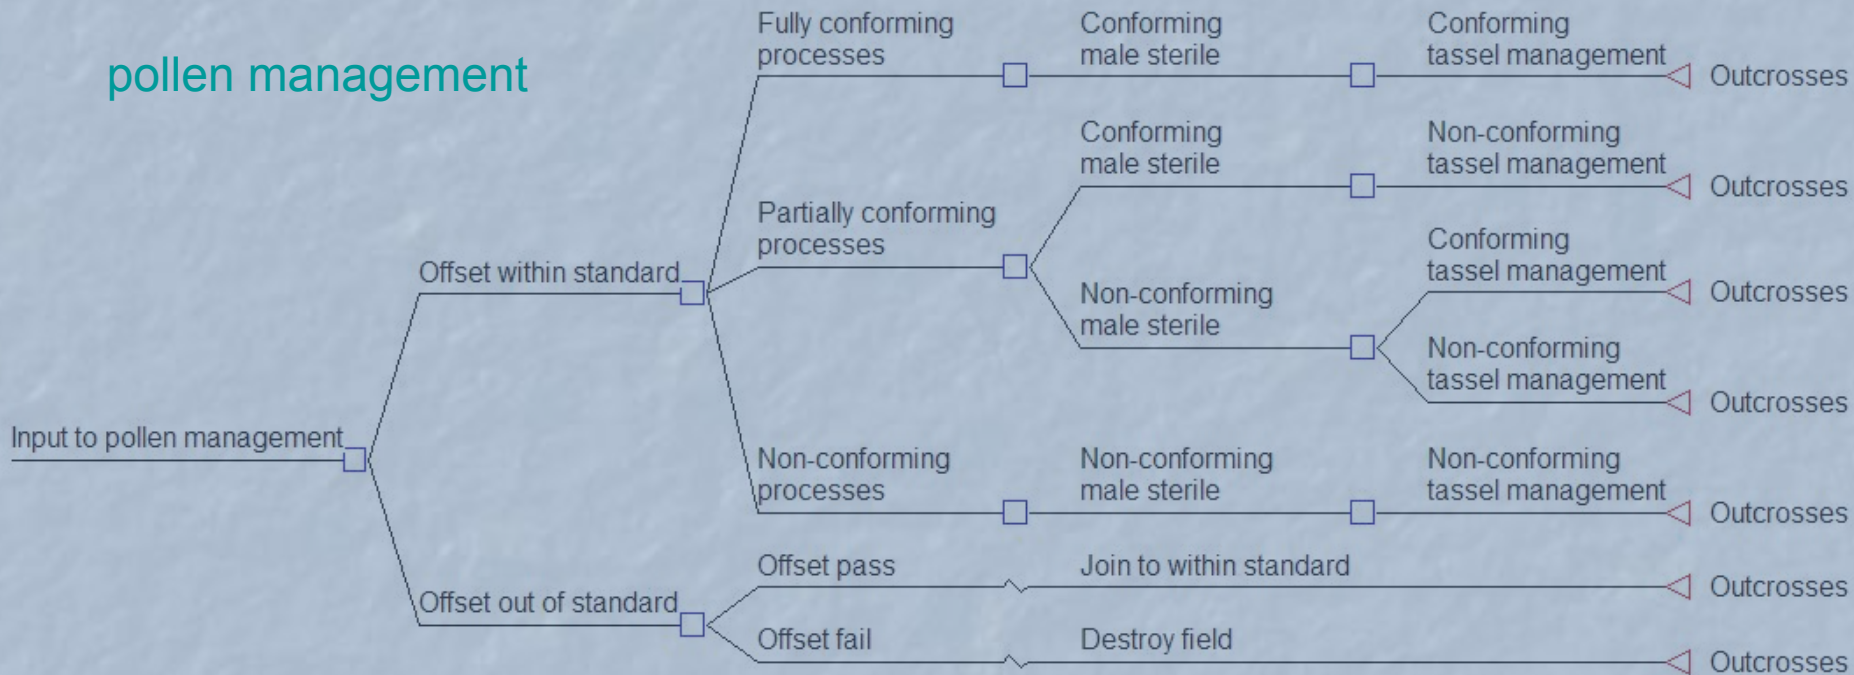 pollen management
Fully conforming
processes
Conforming
male sterile
Conforming
tassel management
Outcrosses
Conforming
male sterile
Non-conforming
tassel management
Outcrosses
Partially conforming
processes
Conforming
tassel management
Outcrosses
Offset within standard
Non-conforming
male sterile
Non-conforming
tassel management
Outcrosses
Input to pollen management
Non-conforming
processes
Non-conforming
male sterile
Non-conforming
tassel management
Outcrosses
Offset pass
Join to within standard
Outcrosses
Offset out of standard
Offset fail
Destroy field
Outcrosses